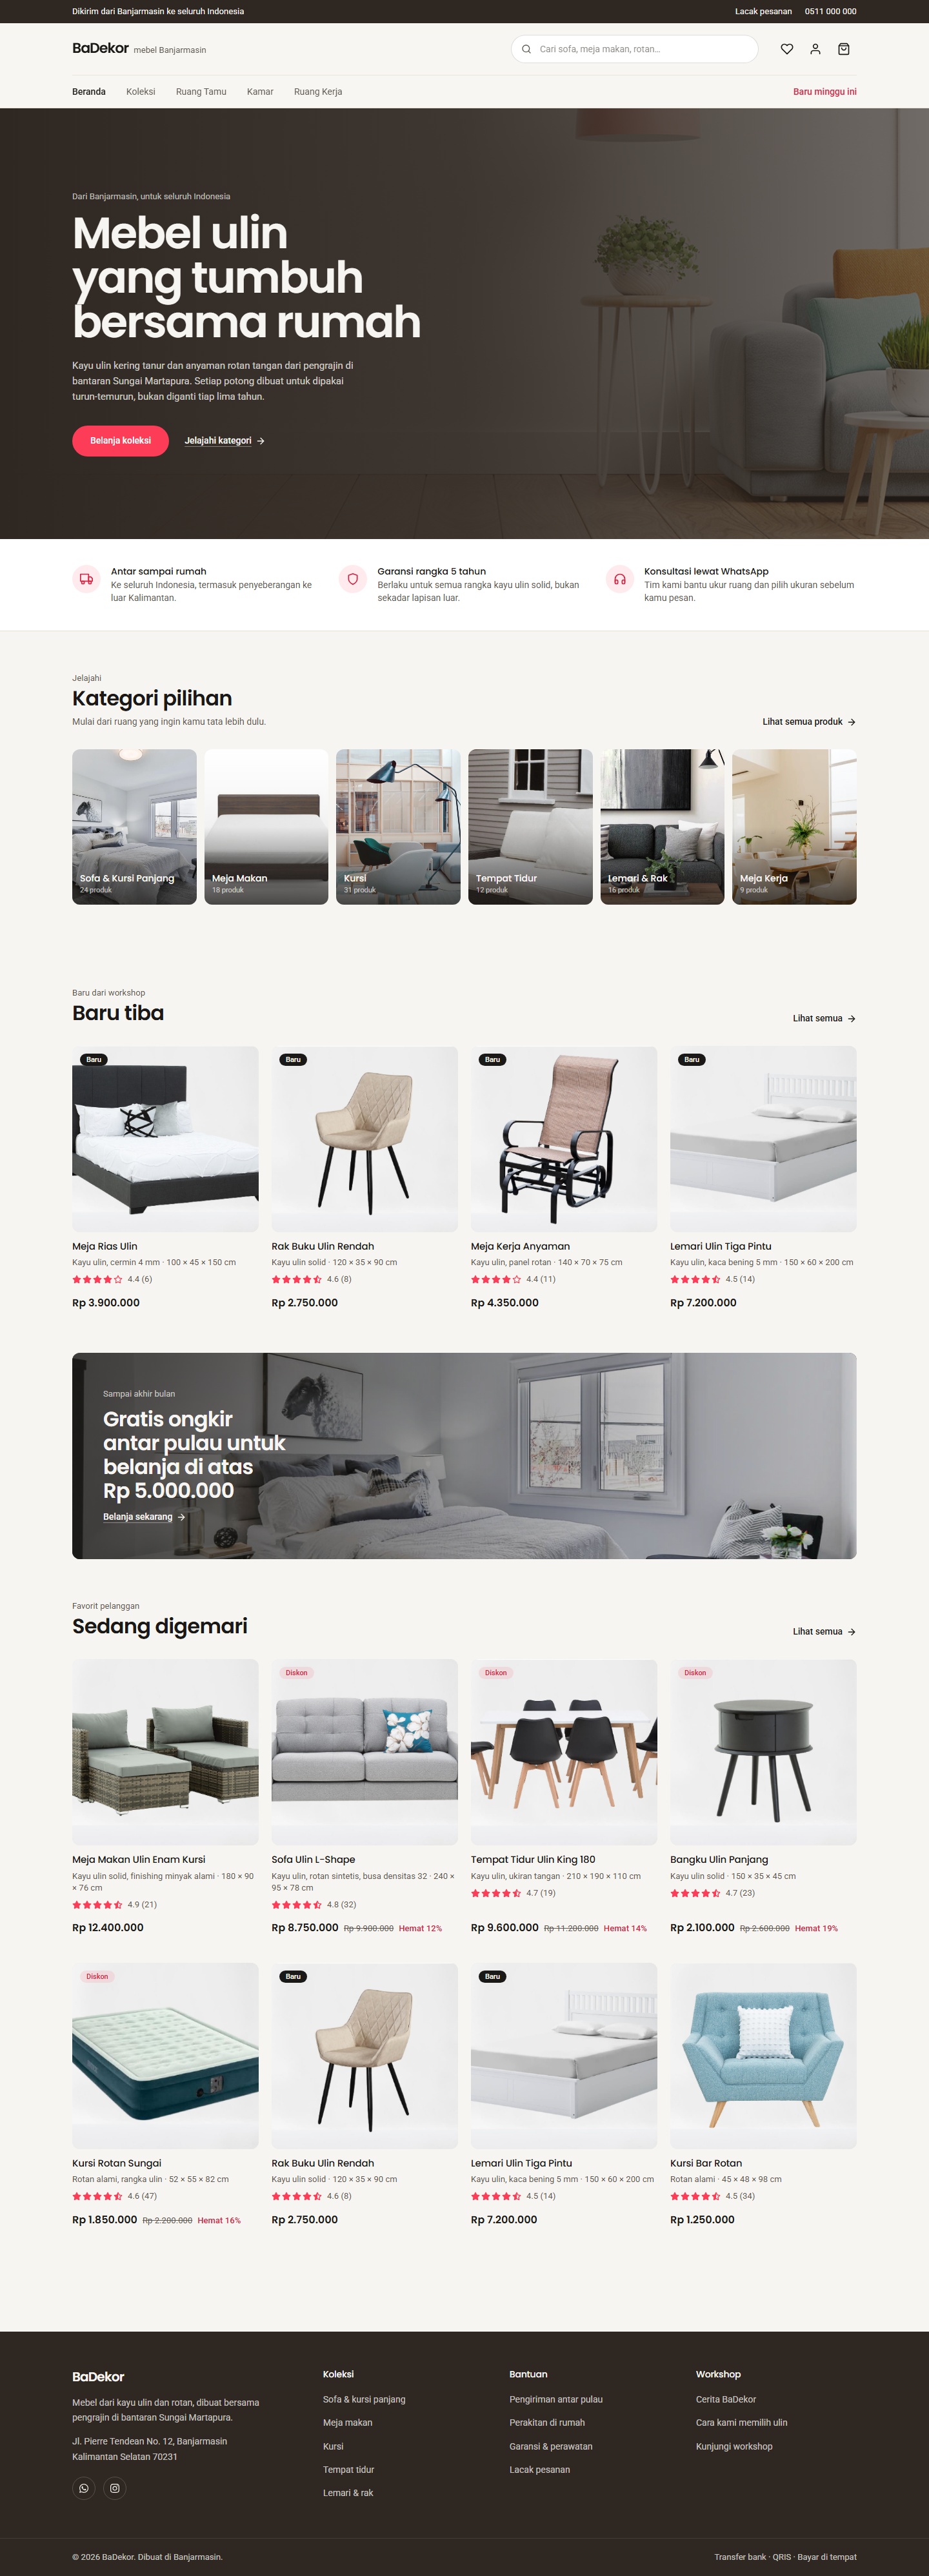 Dikirim dari Banjarmasin ke seluruh Indonesia
Lacak pesanan
0511 000 000
BaDekor mebel Banjarmasin
Cari sofa, meja makan, rotan…
Beranda
Koleksi
Ruang Tamu
Kamar
Ruang Kerja
Baru minggu ini
Dari Banjarmasin, untuk seluruh Indonesia
Mebel ulin
yang tumbuh
bersama rumah
Kayu ulin kering tanur dan anyaman rotan tangan dari pengrajin di
bantaran Sungai Martapura. Setiap potong dibuat untuk dipakai
turun-temurun, bukan diganti tiap lima tahun.
Belanja koleksi
Jelajahi kategori →
Antar sampai rumah
Ke seluruh Indonesia, termasuk penyeberangan ke
luar Kalimantan.
Garansi rangka 5 tahun
Berlaku untuk semua rangka kayu ulin solid, bukan
sekadar lapisan luar.
Konsultasi lewat WhatsApp
Tim kami bantu ukur ruang dan pilih ukuran sebelum
kamu pesan.
Jelajahi
Kategori pilihan
Mulai dari ruang yang ingin kamu tata lebih dulu.
Lihat semua produk →
Sofa & Kursi Panjang
24 produk
Meja Makan
18 produk
Kursi
31 produk
Tempat Tidur
12 produk
Lemari & Rak
16 produk
Meja Kerja
9 produk
Baru dari workshop
Baru tiba
Lihat semua →
Baru
Meja Rias Ulin
Kayu ulin, cermin 4 mm · 100 × 45 × 150 cm
4.4 (6)
Rp 3.900.000
Baru
Rak Buku Ulin Rendah
Kayu ulin solid · 120 × 35 × 90 cm
4.6 (8)
Rp 2.750.000
Baru
Meja Kerja Anyaman
Kayu ulin, panel rotan · 140 × 70 × 75 cm
4.4 (11)
Rp 4.350.000
Baru
Lemari Ulin Tiga Pintu
Kayu ulin, kaca bening 5 mm · 150 × 60 × 200 cm
4.5 (14)
Rp 7.200.000
Sampai akhir bulan
Gratis ongkir
antar pulau untuk
belanja di atas
Rp 5.000.000
Belanja sekarang →
Favorit pelanggan
Sedang digemari
Lihat semua →
Meja Makan Ulin Enam Kursi
Kayu ulin solid, finishing minyak alami · 180 × 90
× 76 cm
4.9 (21)
Rp 12.400.000
Diskon
Sofa Ulin L-Shape
Kayu ulin, rotan sintetis, busa densitas 32 · 240 ×
95 × 78 cm
4.8 (32)
Rp 8.750.000 Rp 9.900.000 Hemat 12%
Diskon
Tempat Tidur Ulin King 180
Kayu ulin, ukiran tangan · 210 × 190 × 110 cm
4.7 (19)
Rp 9.600.000 Rp 11.200.000 Hemat 14%
Diskon
Bangku Ulin Panjang
Kayu ulin solid · 150 × 35 × 45 cm
4.7 (23)
Rp 2.100.000 Rp 2.600.000 Hemat 19%
Diskon
Kursi Rotan Sungai
Rotan alami, rangka ulin · 52 × 55 × 82 cm
4.6 (47)
Rp 1.850.000 Rp 2.200.000 Hemat 16%
Baru
Rak Buku Ulin Rendah
Kayu ulin solid · 120 × 35 × 90 cm
4.6 (8)
Rp 2.750.000
Baru
Lemari Ulin Tiga Pintu
Kayu ulin, kaca bening 5 mm · 150 × 60 × 200 cm
4.5 (14)
Rp 7.200.000
Kursi Bar Rotan
Rotan alami · 45 × 48 × 98 cm
4.5 (34)
Rp 1.250.000
BaDekor
Mebel dari kayu ulin dan rotan, dibuat bersama
pengrajin di bantaran Sungai Martapura.
Jl. Pierre Tendean No. 12, Banjarmasin
Kalimantan Selatan 70231
Koleksi
Sofa & kursi panjang
Meja makan
Kursi
Tempat tidur
Lemari & rak
Bantuan
Pengiriman antar pulau
Perakitan di rumah
Garansi & perawatan
Lacak pesanan
Workshop
Cerita BaDekor
Cara kami memilih ulin
Kunjungi workshop
© 2026 BaDekor. Dibuat di Banjarmasin.
Transfer bank · QRIS · Bayar di tempat